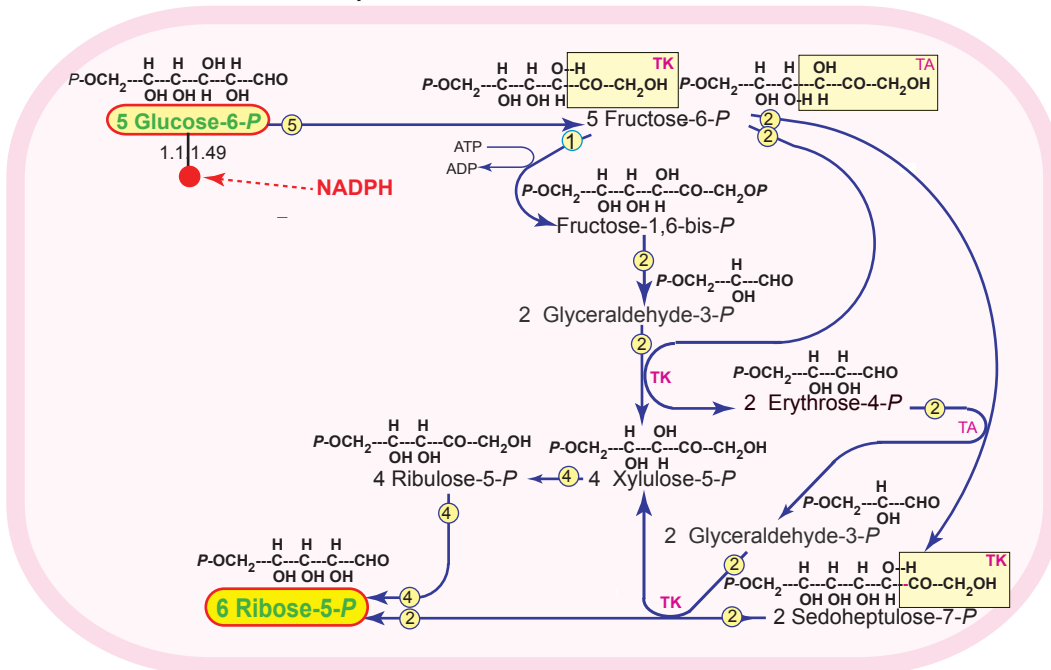 H H OH H
P-OCH2---C---C---C---C---CHO
OH OH H OH
5 Glucose-6-P
5
1.1.1.49
NADPH
–
TK
H H O--H
P-OCH2---C---C---C---CO--CH2OH
OH OH H
TA
H H OH
P-OCH2---C---C---C---CO--CH2OH
OH O-H H
5 Fructose-6-P
2
2
1
ATP
ADP
H H OH
P-OCH2---C---C---C---CO--CH2OP
OH OH H
Fructose-1,6-bis-P
2
H
P-OCH2---C---CHO
OH
2 Glyceraldehyde-3-P
2
TK
H H
P-OCH2---C---C---CHO
OH OH
2 Erythrose-4-P
2
TA
H H
P-OCH2---C---C---CO--CH2OH
OH OH
4 Ribulose-5-P
4
H OH
P-OCH2---C---C---CO--CH2OH
OH H
4 Xylulose-5-P
4
H
P-OCH2---C---CHO
OH
2 Glyceraldehyde-3-P
2
TK
H H H O-H
P-OCH2---C---C---C---C---CO--CH2OH
OH OH OH H
2 Sedoheptulose-7-P
H H H
P-OCH2---C---C---C---CHO
OH OH OH
6 Ribose-5-P
4
2
TK
2